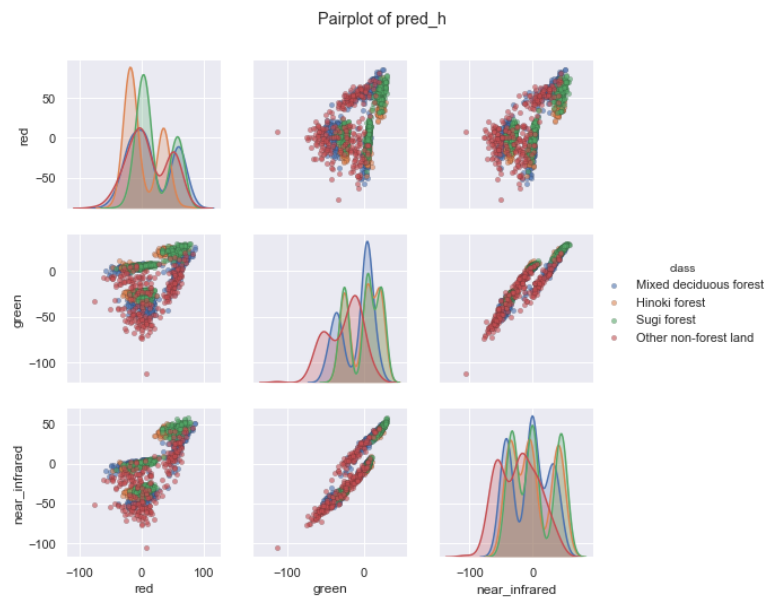 Pairplot of pred_h
50
0
−50
red
0
−50
−100
green
50
0
−50
−100
near_infrared
−100 0 100
red
−100 0
green
−100 0
near_infrared
class
Mixed deciduous forest
Hinoki forest
Sugi forest
Other non-forest land